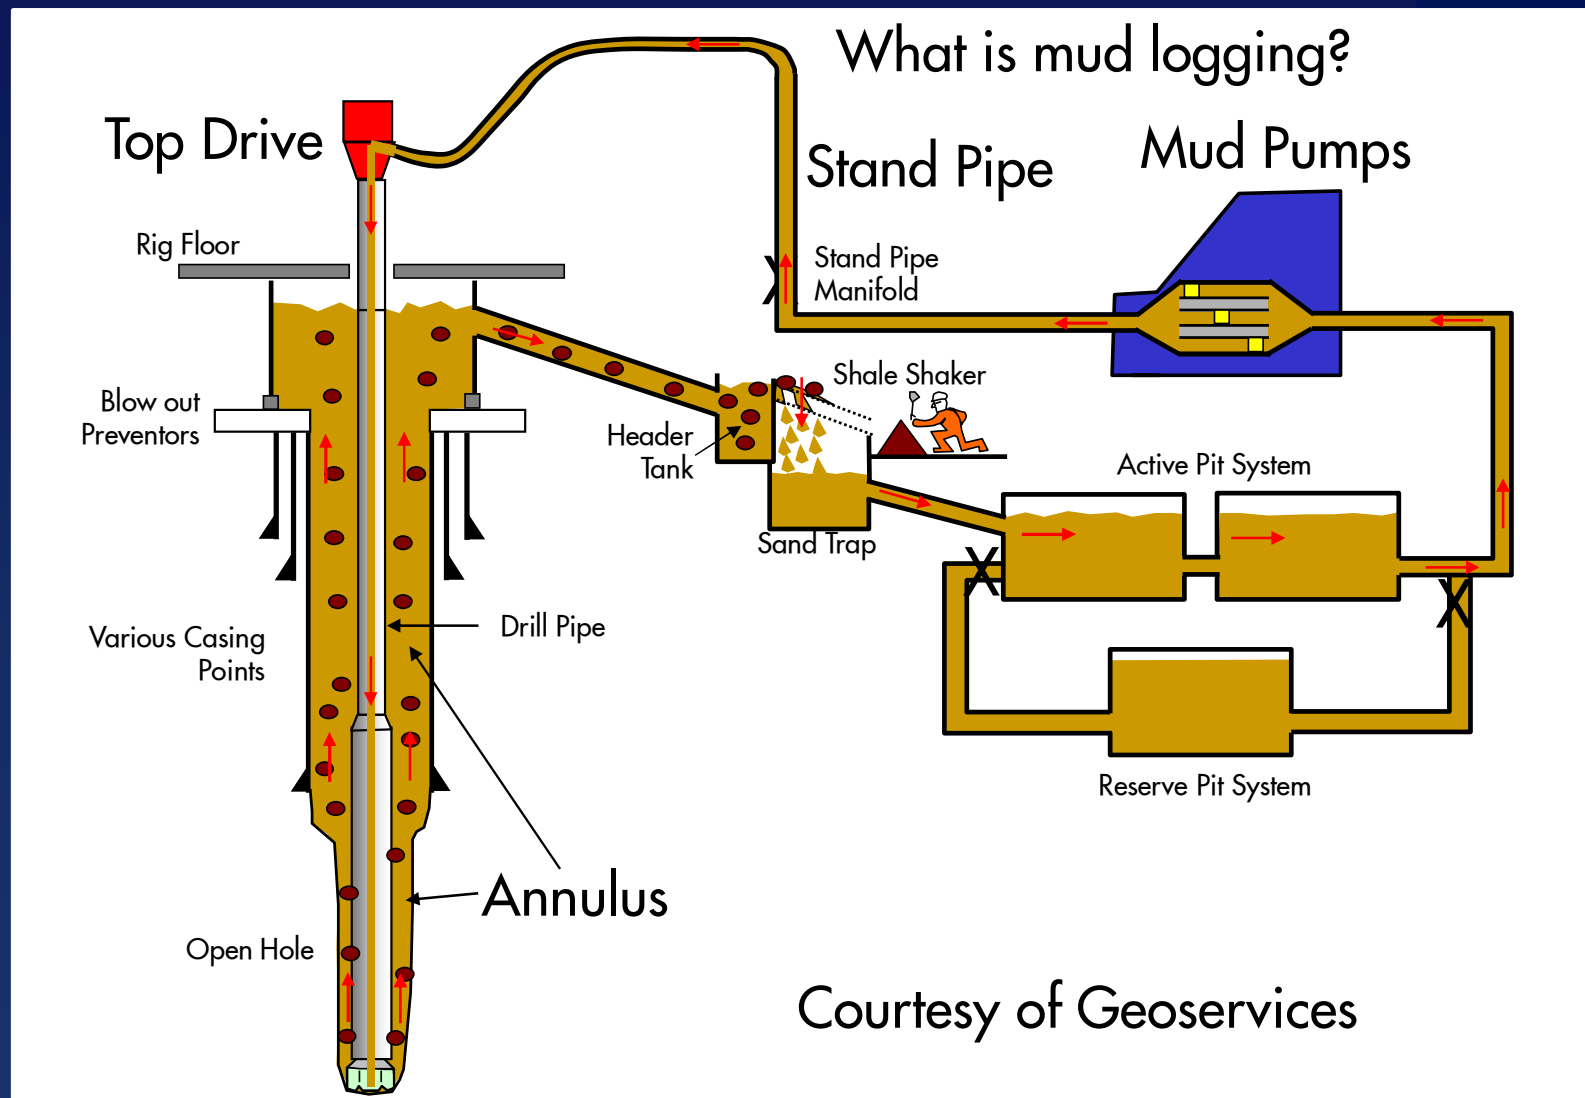 What is mud logging?
Top Drive
Stand Pipe
Mud Pumps
Rig Floor
Stand Pipe
Manifold
Blow out
Preventors
Shale Shaker
Header
Tank
Active Pit System
Sand Trap
Various Casing
Points
Drill Pipe
Reserve Pit System
Annulus
Open Hole
Courtesy of Geoservices